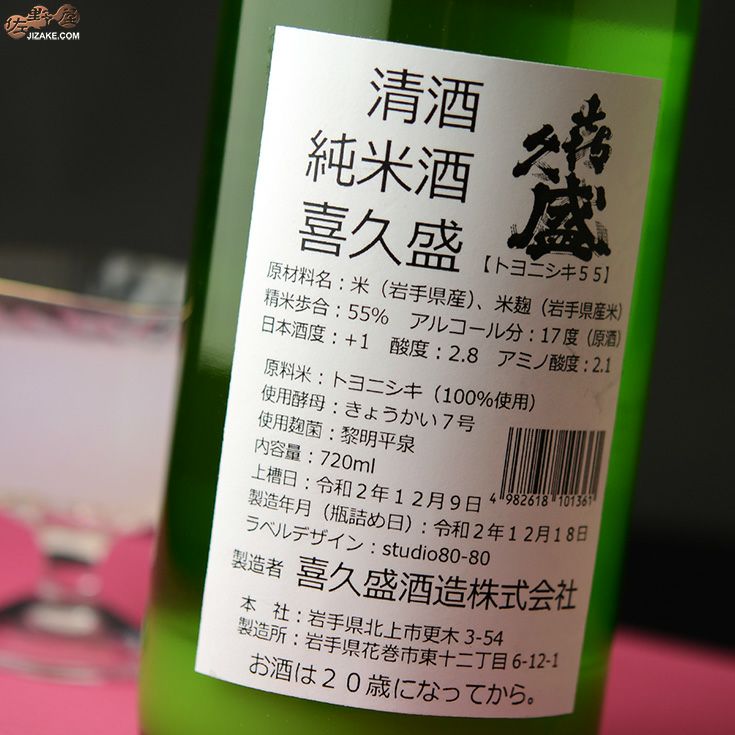 佐野屋
JIZAKE.COM
清酒
純米酒
喜久盛
喜久盛
【トヨニシキ５５】
原材料名：米（岩手県産）、米麹（岩手県産米）
精米歩合：55%　アルコール分：17度（原酒）
日本酒度：+1　酸度：2.8　アミノ酸度：2.1
原料米：トヨニシキ（100%使用）
使用酵母：きょうかい７号
使用麹菌：黎明平泉
内容量：720ml
上槽日：令和２年１２月９日
4 982618 101361
製造年月（瓶詰め日）：令和２年１２月１８日
ラベルデザイン：studio80-80
製造者　喜久盛酒造株式会社
本　社：岩手県北上市更木 3-54
製造所：岩手県花巻市東十二丁目 6-12-1
お酒は２０歳になってから。